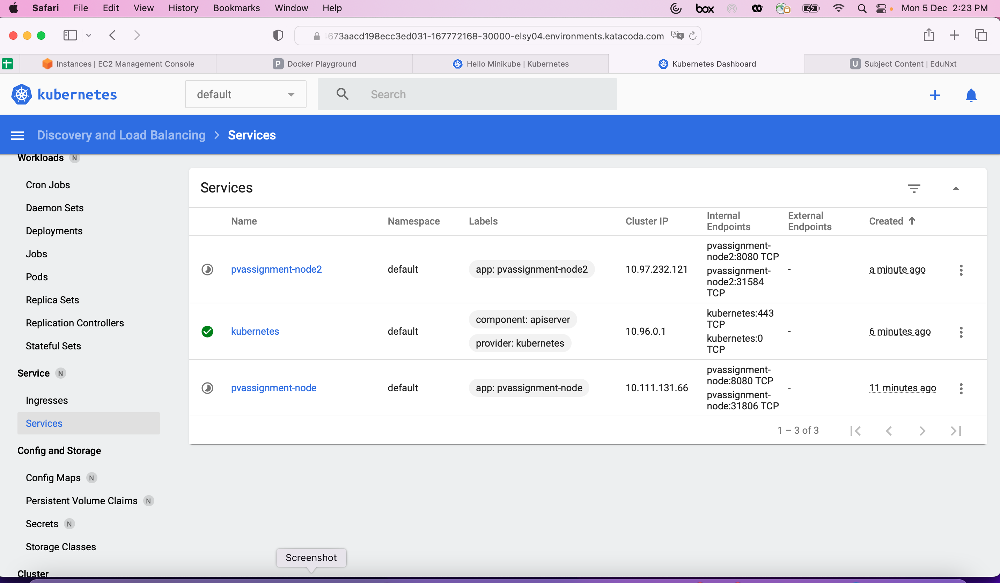 Safari File Edit View History Bookmarks Window Help box Mon 5 Dec 2:23 PM
673aacd198ecc3ed031-167772168-30000-elsy04.environments.katacoda.com
Instances | EC2 Management Console
P Docker Playground
Hello Minikube | Kubernetes
Kubernetes Dashboard
U Subject Content | EduNxt
kubernetes
default
Search
Discovery and Load Balancing > Services
Workloads N
Cron Jobs
Daemon Sets
Deployments
Jobs
Pods
Replica Sets
Replication Controllers
Stateful Sets
Service N
Ingresses
Services
Config and Storage
Config Maps N
Persistent Volume Claims N
Secrets N
Storage Classes
Cluster
Services
Name Namespace Labels Cluster IP Internal Endpoints External Endpoints Created
pvassignment-node2 default app: pvassignment-node2 10.97.232.121
pvassignment-
node2:8080 TCP
pvassignment-
node2:31584
TCP
- a minute ago
kubernetes default
component: apiserver
provider: kubernetes
10.96.0.1
kubernetes:443
TCP
kubernetes:0
TCP
- 6 minutes ago
pvassignment-node default app: pvassignment-node 10.111.131.66
pvassignment-
node:8080 TCP
pvassignment-
node:31806 TCP
- 11 minutes ago
1 – 3 of 3
Screenshot